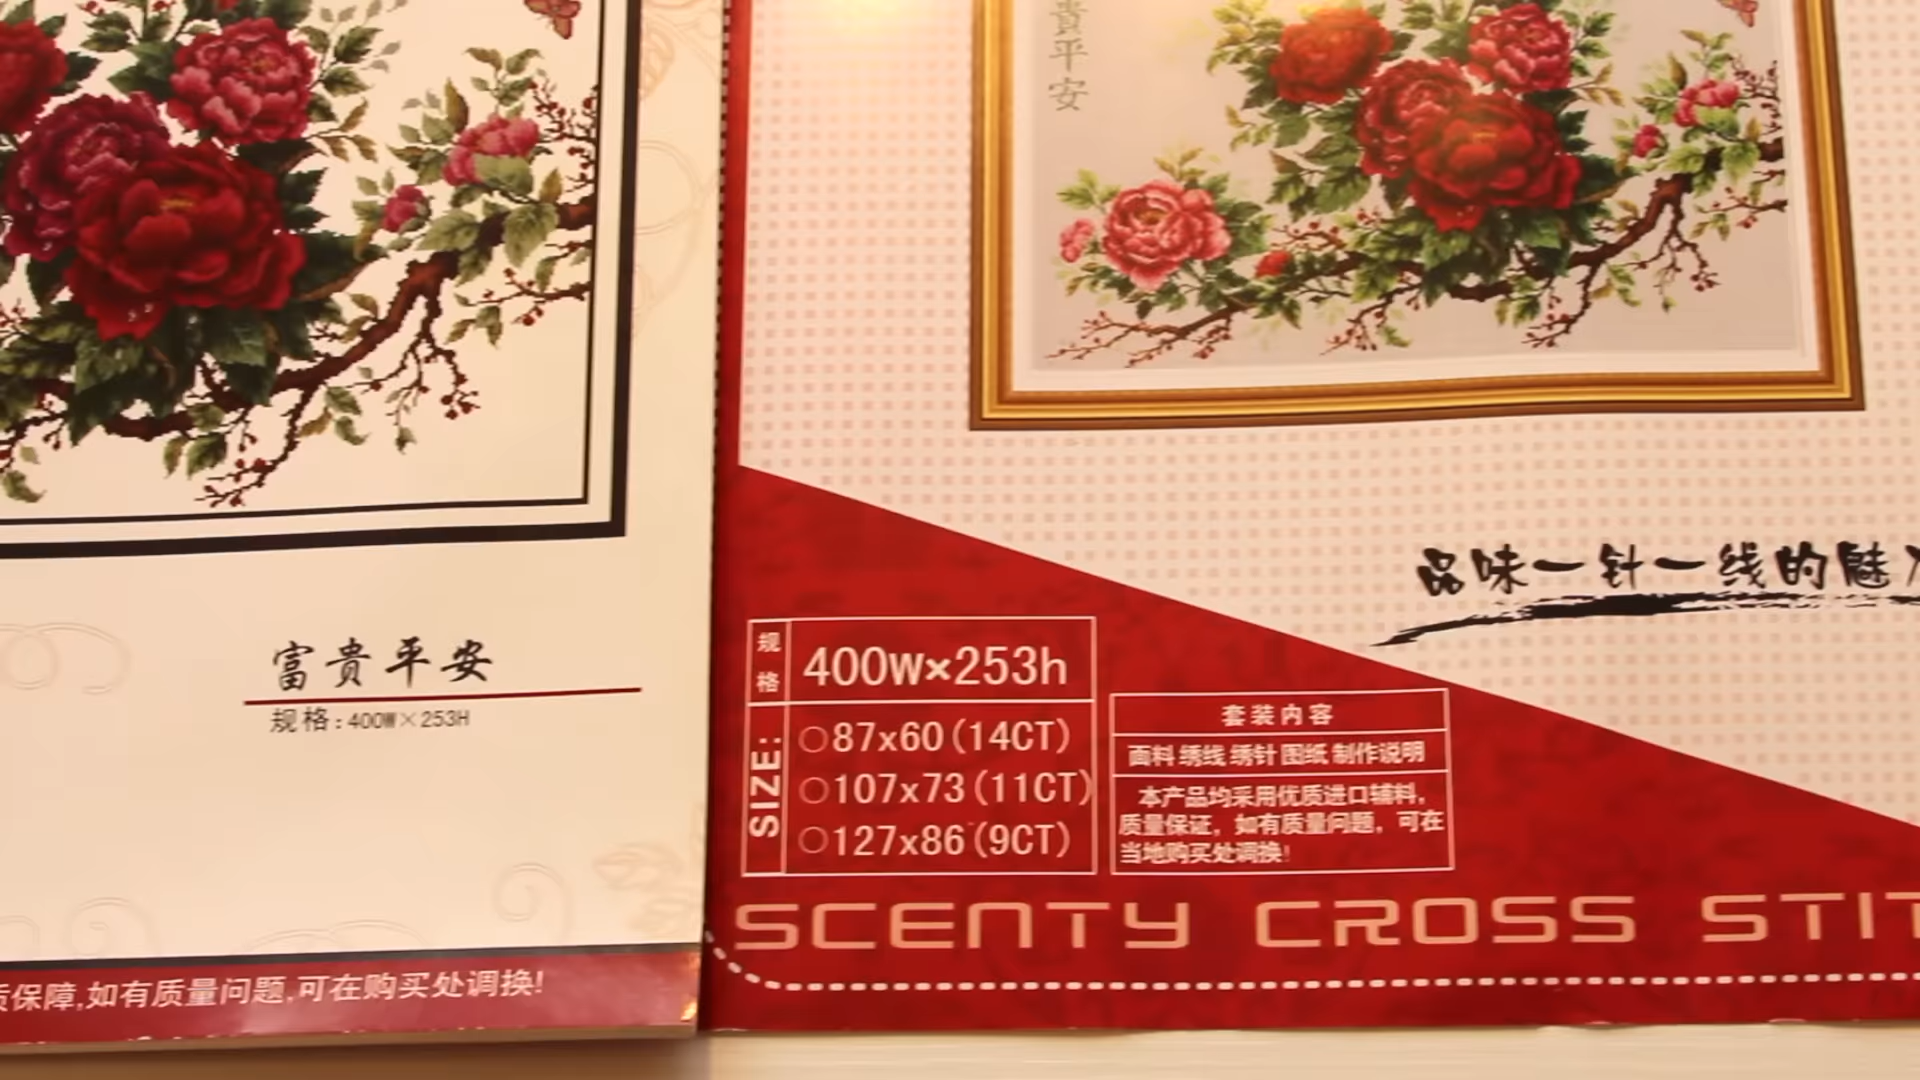 富贵平安
规格:400W×253H
质保障,如有质量问题,可在购买处调换!
貴平安
品味一针一线的魅
规格
400w×253h
SIZE:
87x60(14CT)
107x73(11CT)
127x86(9CT)
套装内容
面料 绣线 绣针 图纸 制作说明
本产品均采用优质进口辅料,
质量保证，如有质量问题，可在
当地购买处调换!
SCENTY CROSS STIT